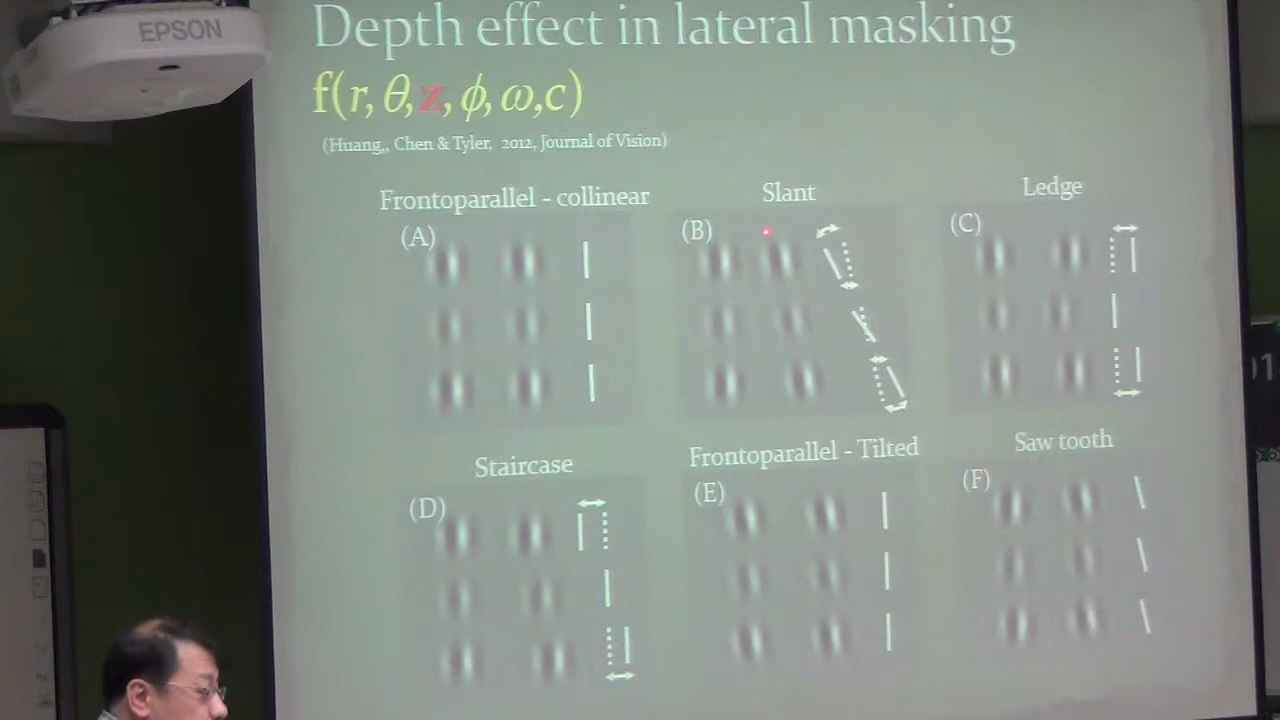 EPSON
Depth effect in lateral masking
f(r, θ, z, ϕ, ω,c)
(Huang,, Chen & Tyler, 2012, Journal of Vision)
Frontoparallel - collinear
Slant
Ledge
(A)
(B)
(C)
Staircase
Frontoparallel - Tilted
Saw tooth
(D)
(E)
(F)